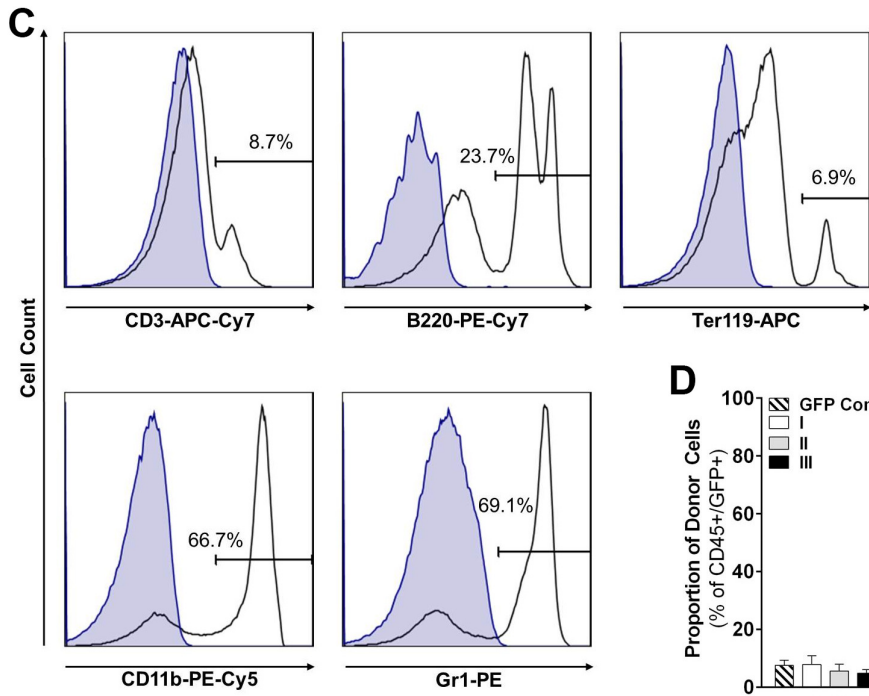 C
8.7%
23.7%
6.9%
CD3-APC-Cy7
B220-PE-Cy7
Ter119-APC
Cell Count
66.7%
69.1%
CD11b-PE-Cy5
Gr1-PE
D
Proportion of Donor Cells
(% of CD45+/GFP+)
100
80
60
40
20
0
GFP Con
I
II
III